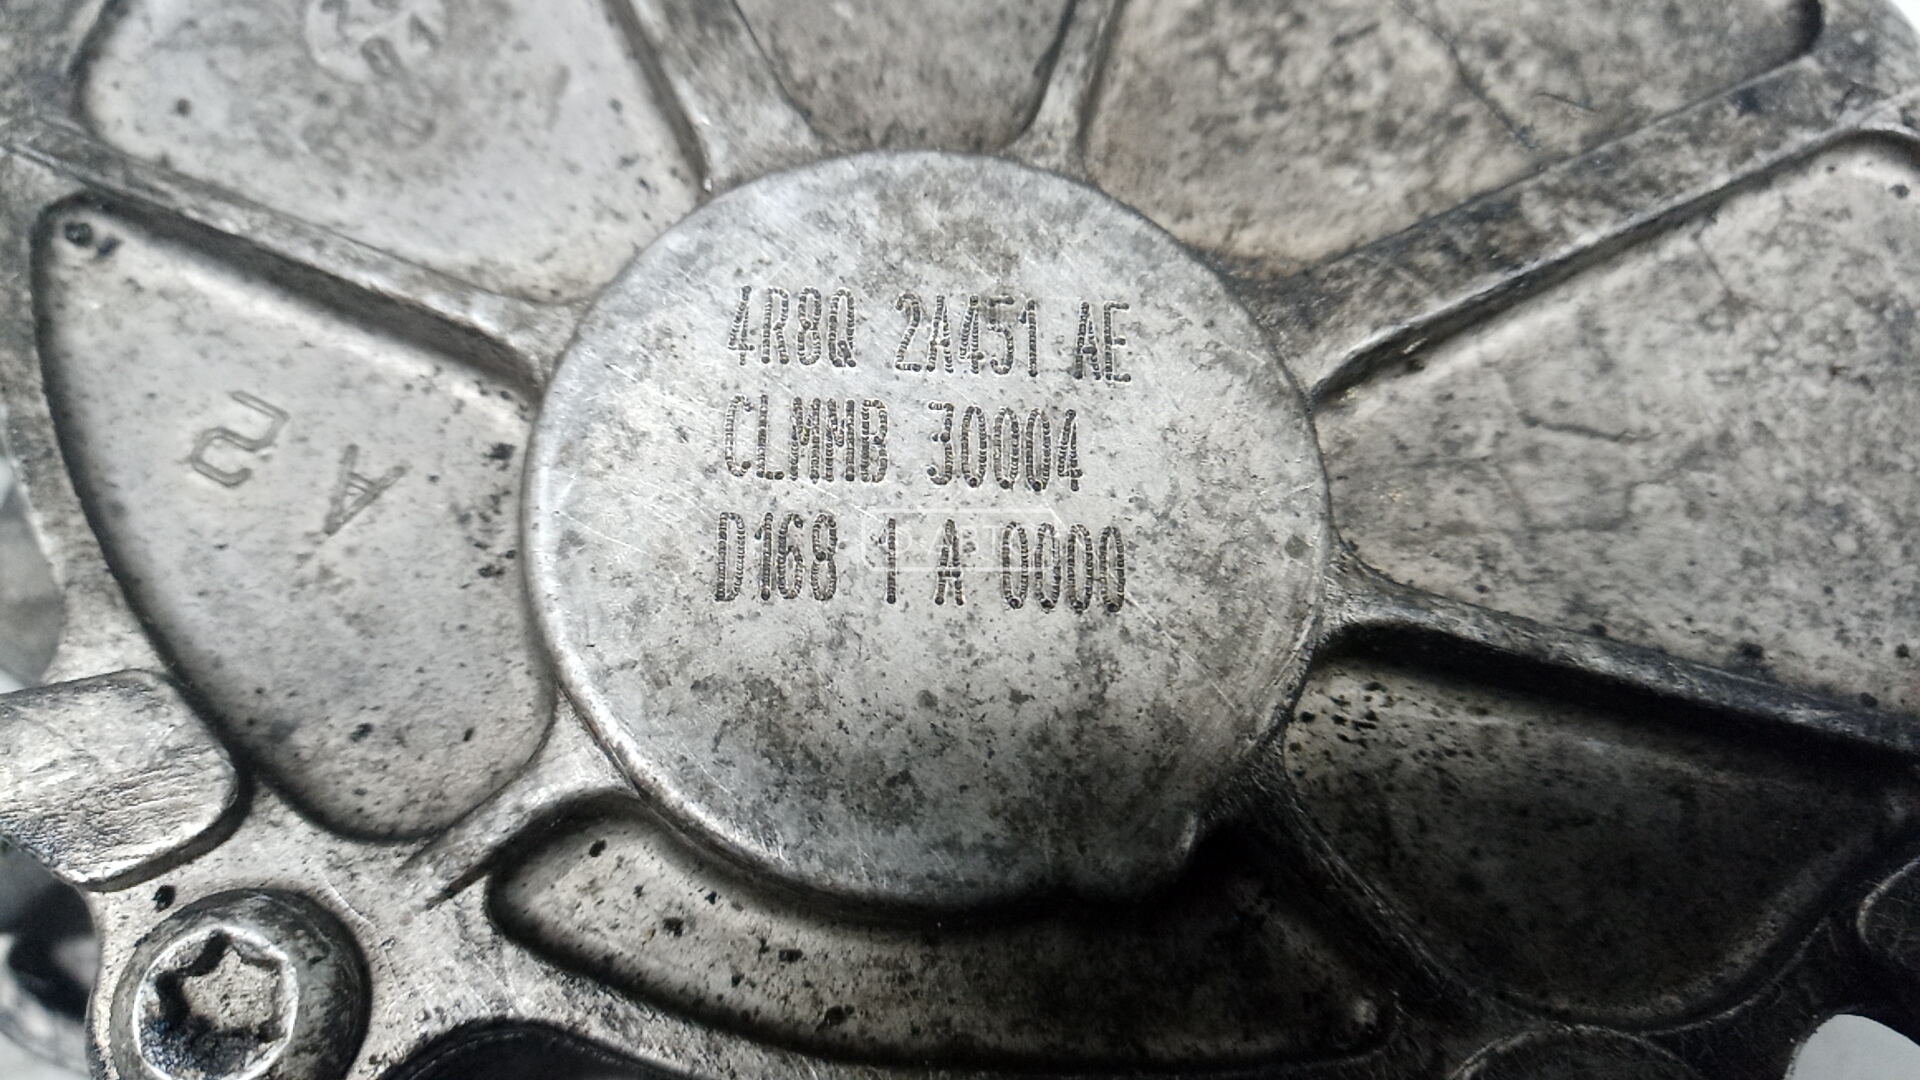 4R8Q 2A451 AE
CLMMB 30004
D168 1 A 0000
A2